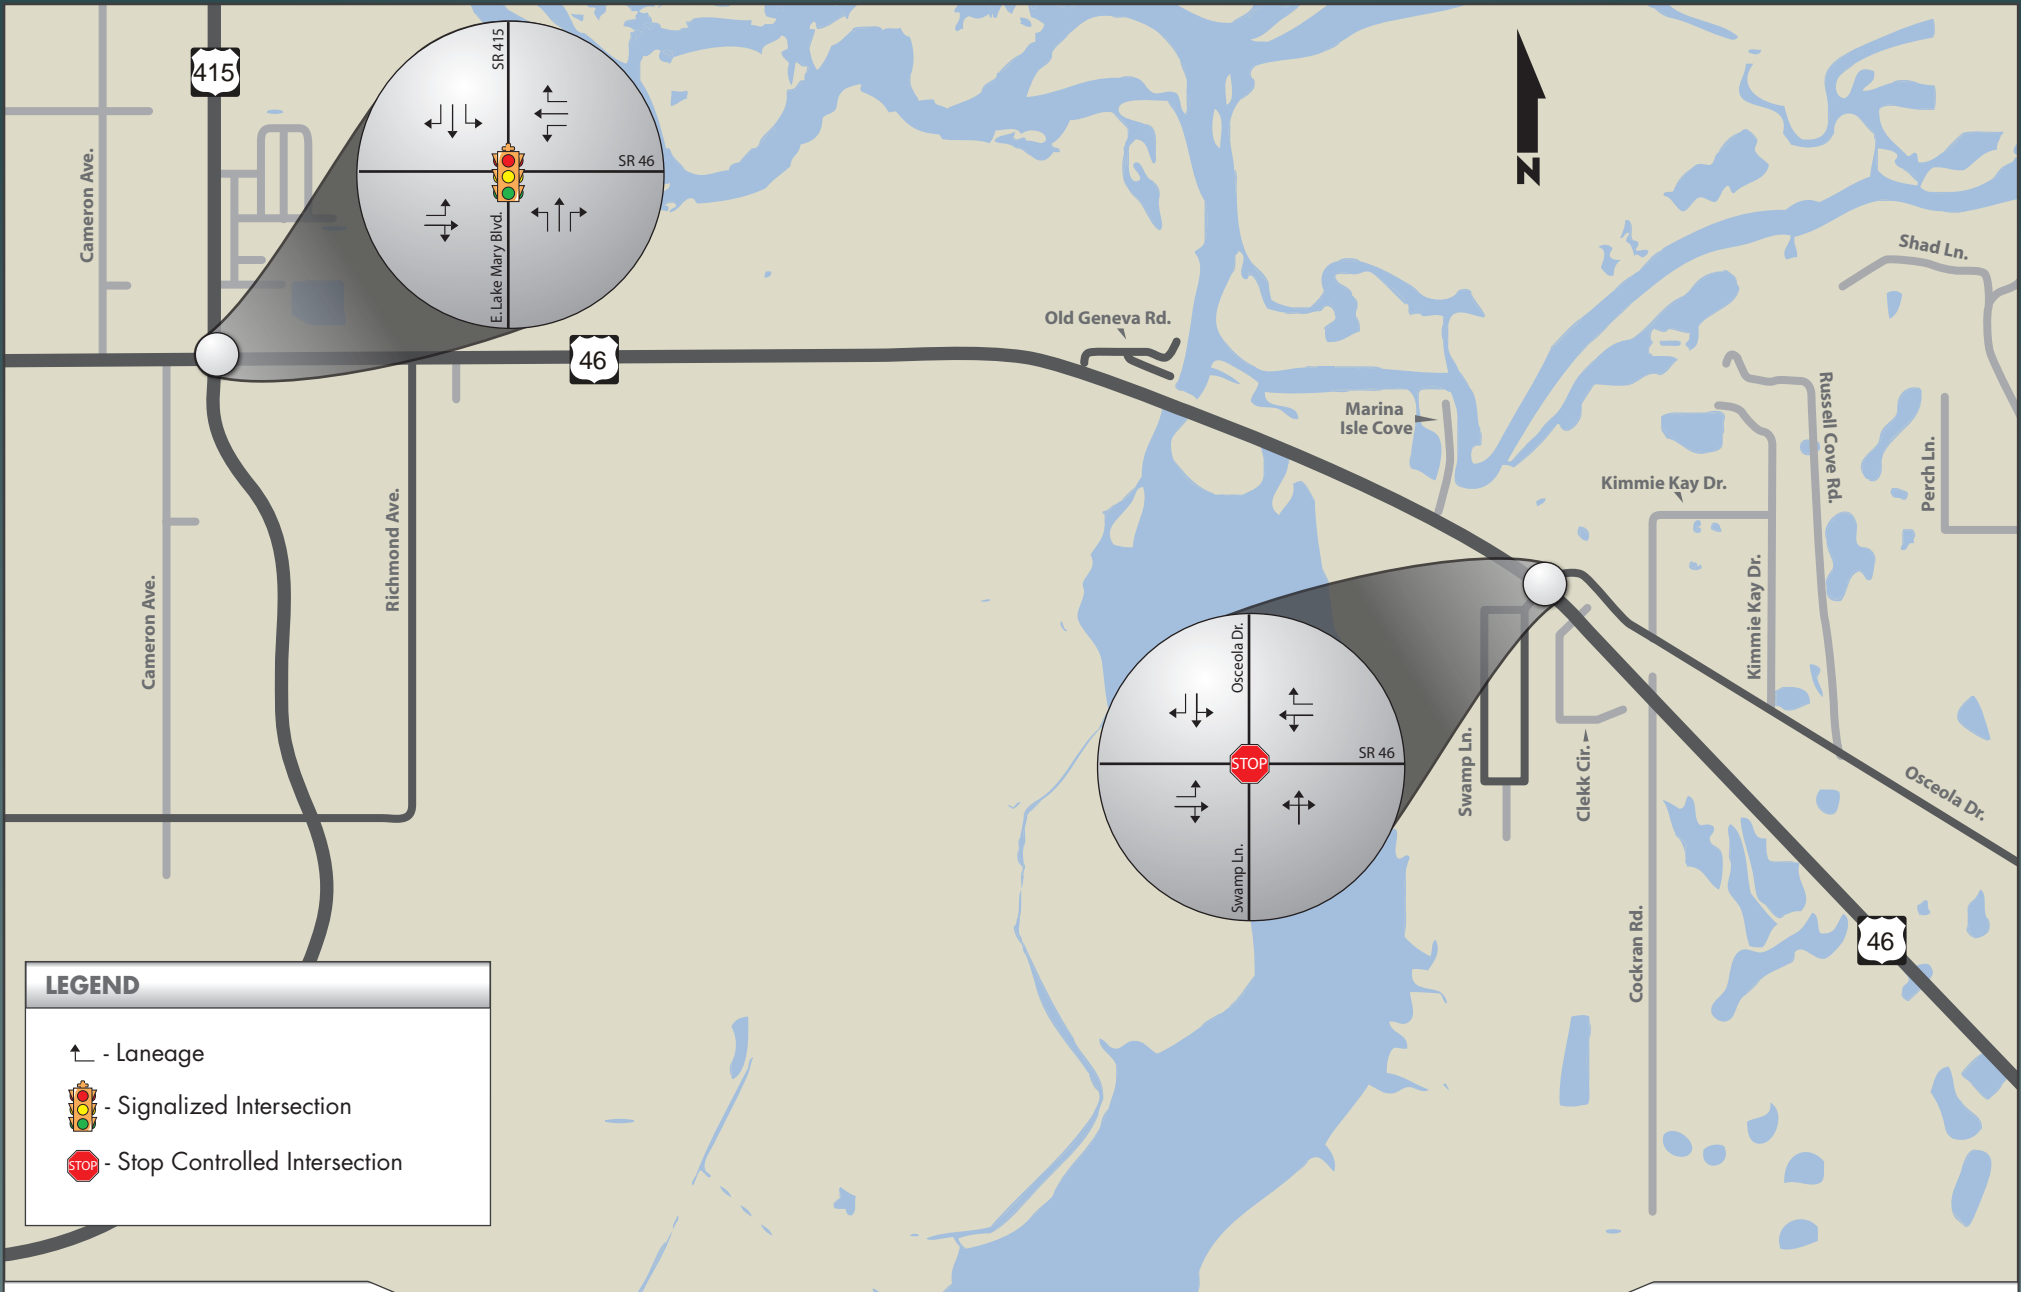 415
SR 415
SR 46
E. Lake Mary Blvd.
Cameron Ave.
N
Shad Ln.
Old Geneva Rd.
46
Marina
Isle Cove
Russell Cove Rd.
Perch Ln.
Kimmie Kay Dr.
Kimmie Kay Dr.
Richmond Ave.
Cameron Ave.
Osceola Dr.
SR 46
STOP
Swamp Ln.
Swamp Ln.
Clekk Cir.
Osceola Dr.
Cockran Rd.
46
LEGEND
- Laneage
- Signalized Intersection
STOP - Stop Controlled Intersection